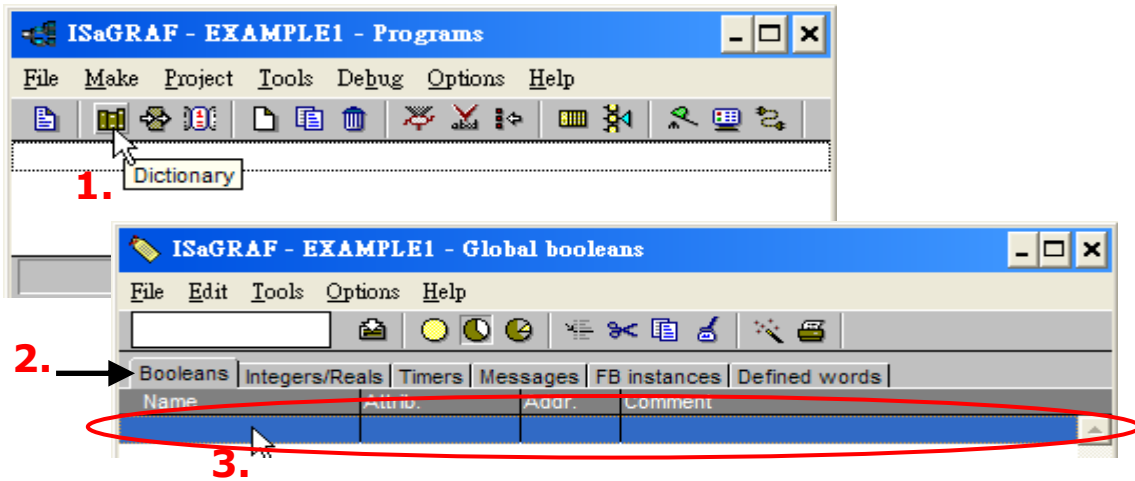 ISaGRAF - EXAMPLE1 - Programs
File Make Project Tools Debug Options Help
Dictionary
1.
ISaGRAF - EXAMPLE1 - Global booleans
File Edit Tools Options Help
2.
Booleans Integers/Reals Timers Messages FB instances Defined words
Name Attrib. Addr. Comment
3.